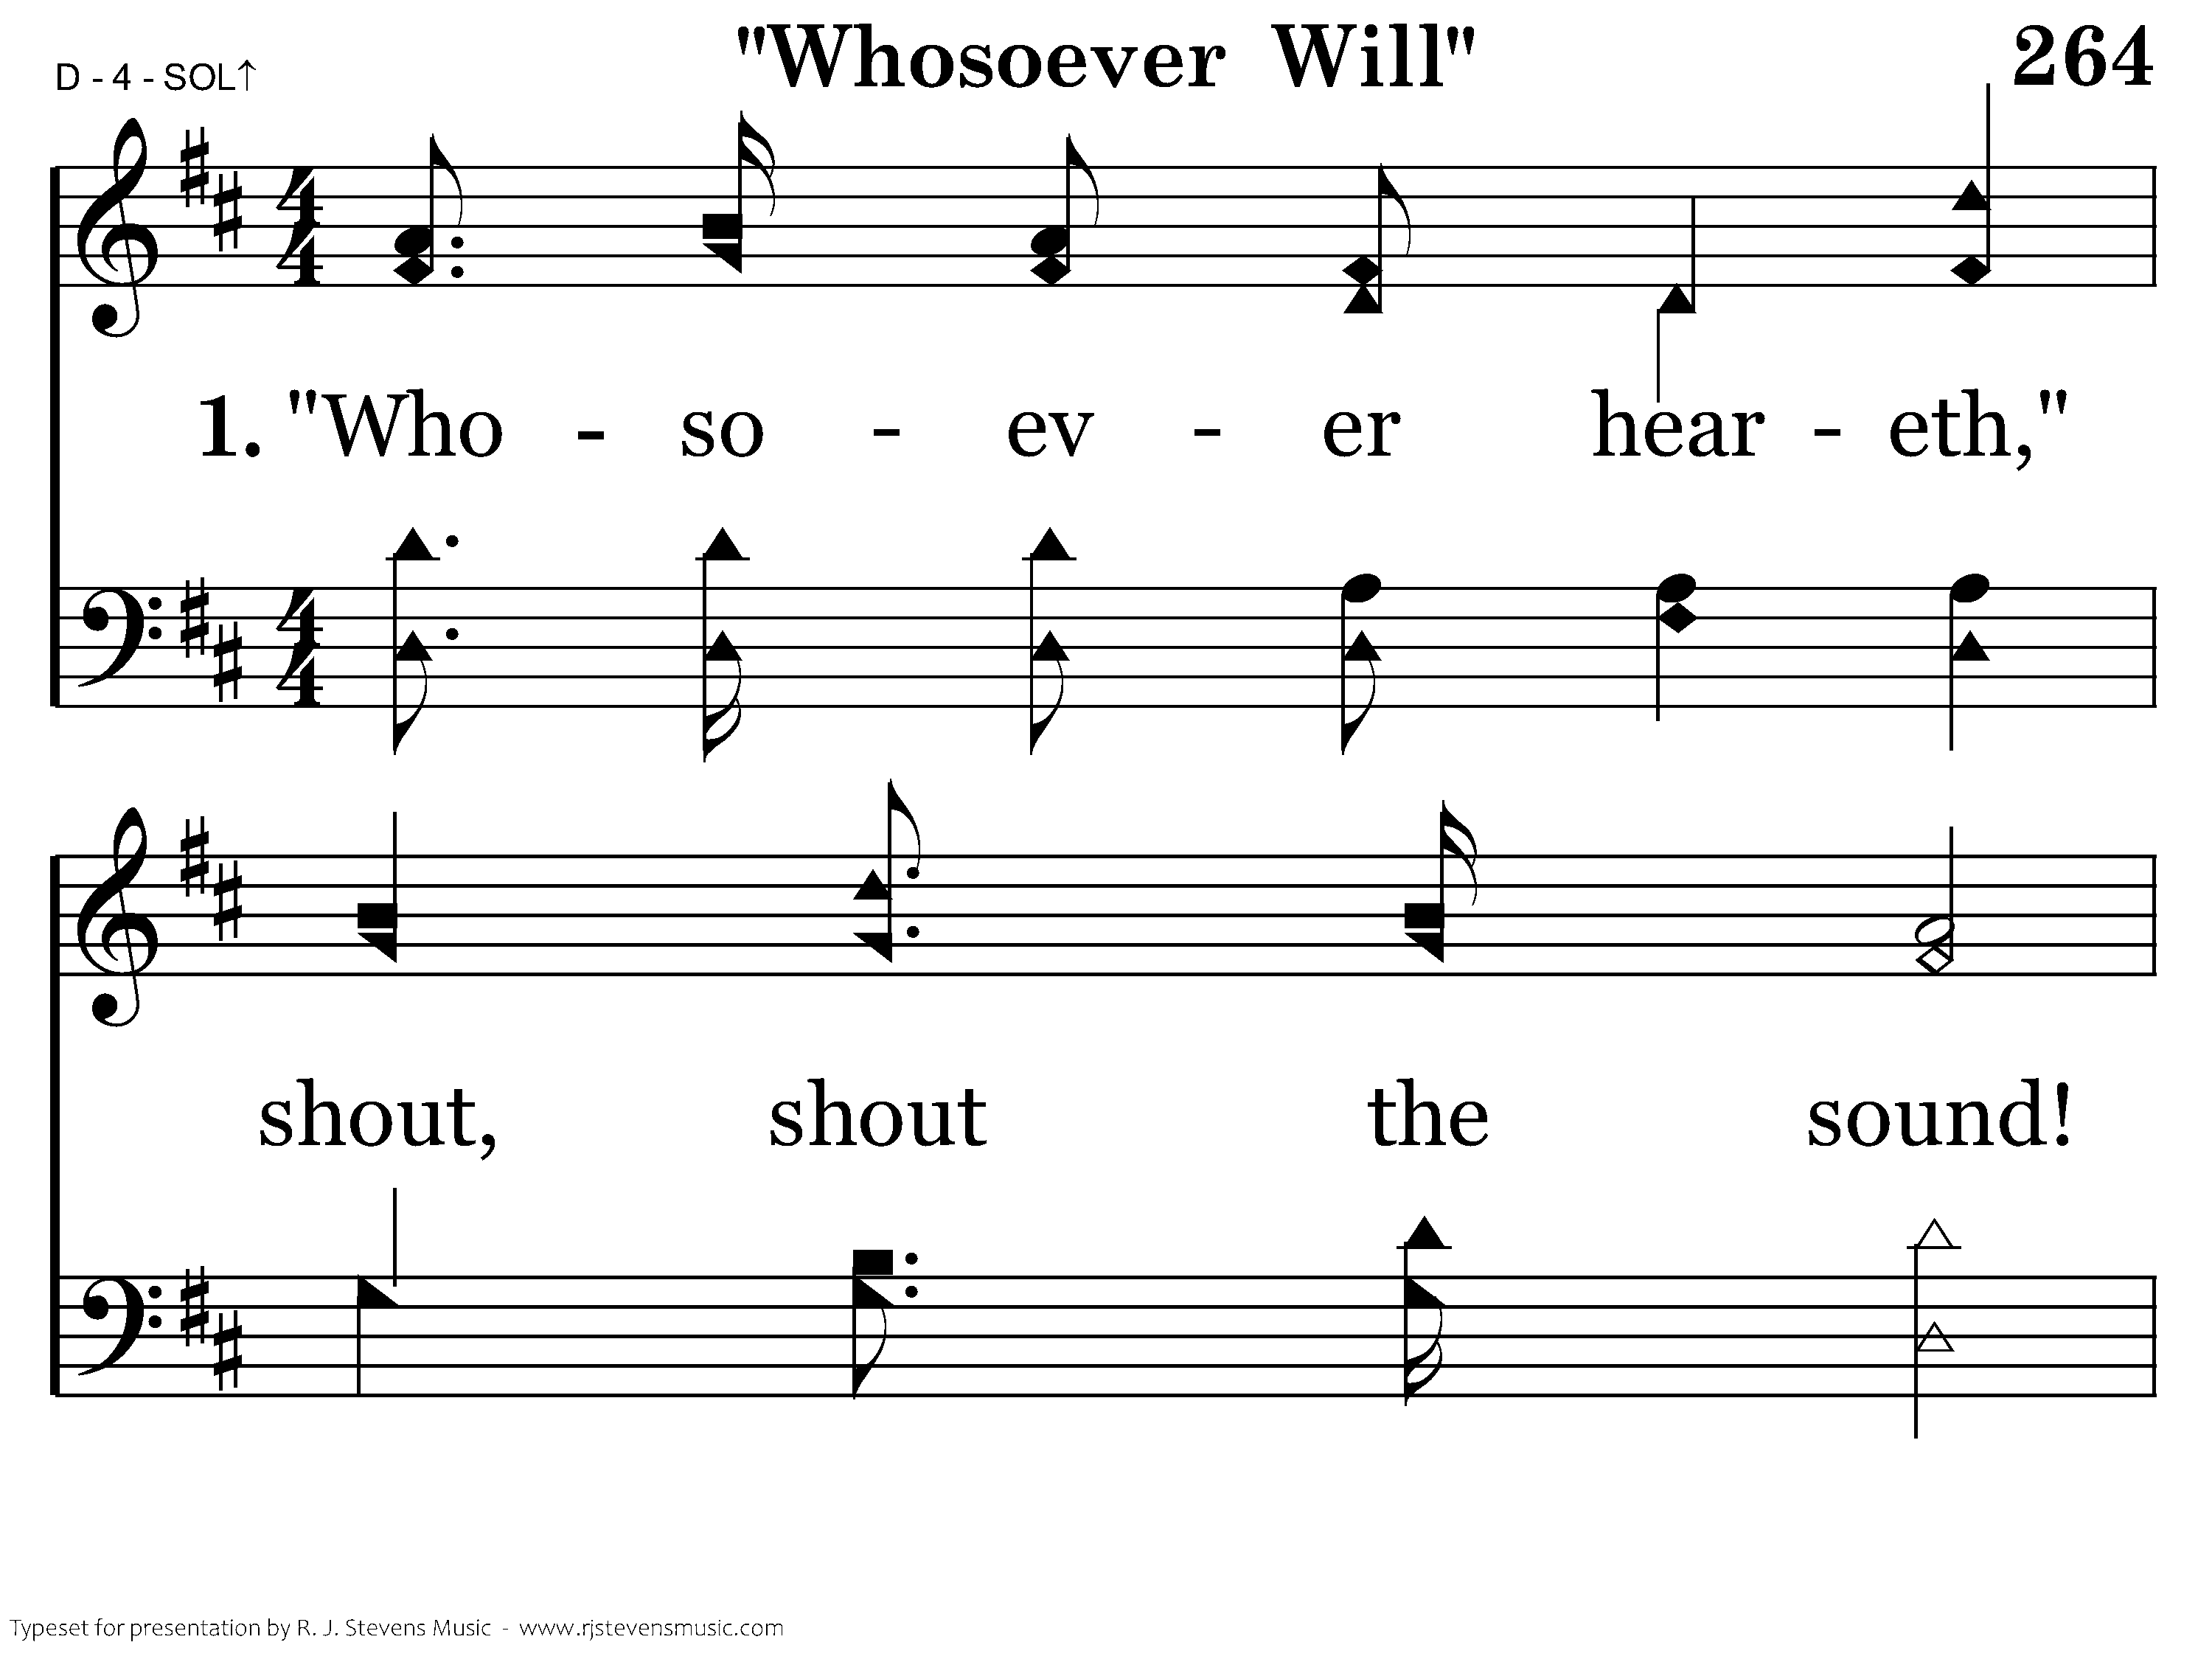 "Whosoever Will"
264
D - 4 - SOL↑
1. "Who - so - ev - er hear - eth,"
shout, shout the sound!
Typeset for presentation by R. J. Stevens Music - www.rjstevensmusic.com